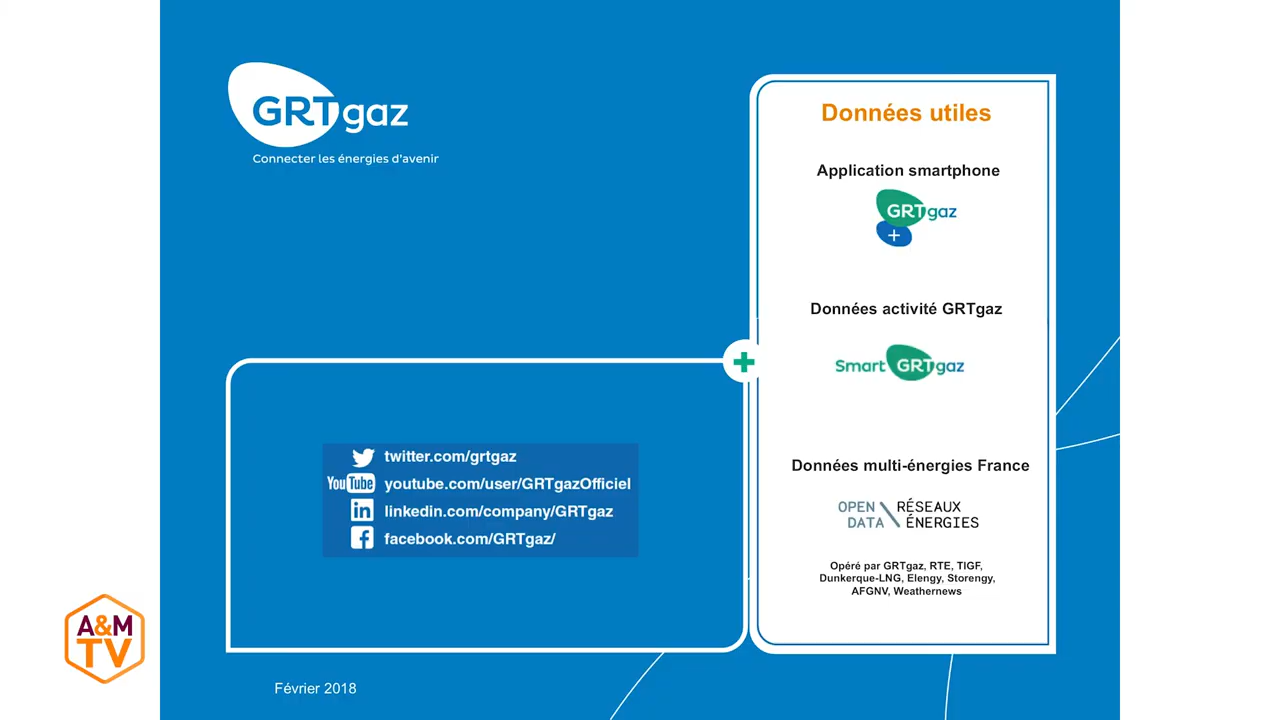 GRTgaz
Connecter les énergies d'avenir
Données utiles
Application smartphone
GRTgaz
+
Données activité GRTgaz
Smart GRTgaz
Données multi-énergies France
OPEN DATA
RÉSEAUX ÉNERGIES
Opéré par GRTgaz, RTE, TIGF,
Dunkerque-LNG, Elengy, Storengy,
AFGNV, Weathernews
+
twitter.com/grtgaz
YouTube youtube.com/user/GRTgazOfficiel
in linkedin.com/company/GRTgaz
f facebook.com/GRTgaz/
A&M
TV
Février 2018